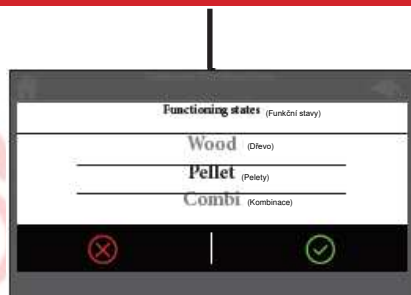 Functioning states (Funkční stavy)
Wood (Dřevo)
Pellet (Pelety)
Combi (Kombinace)